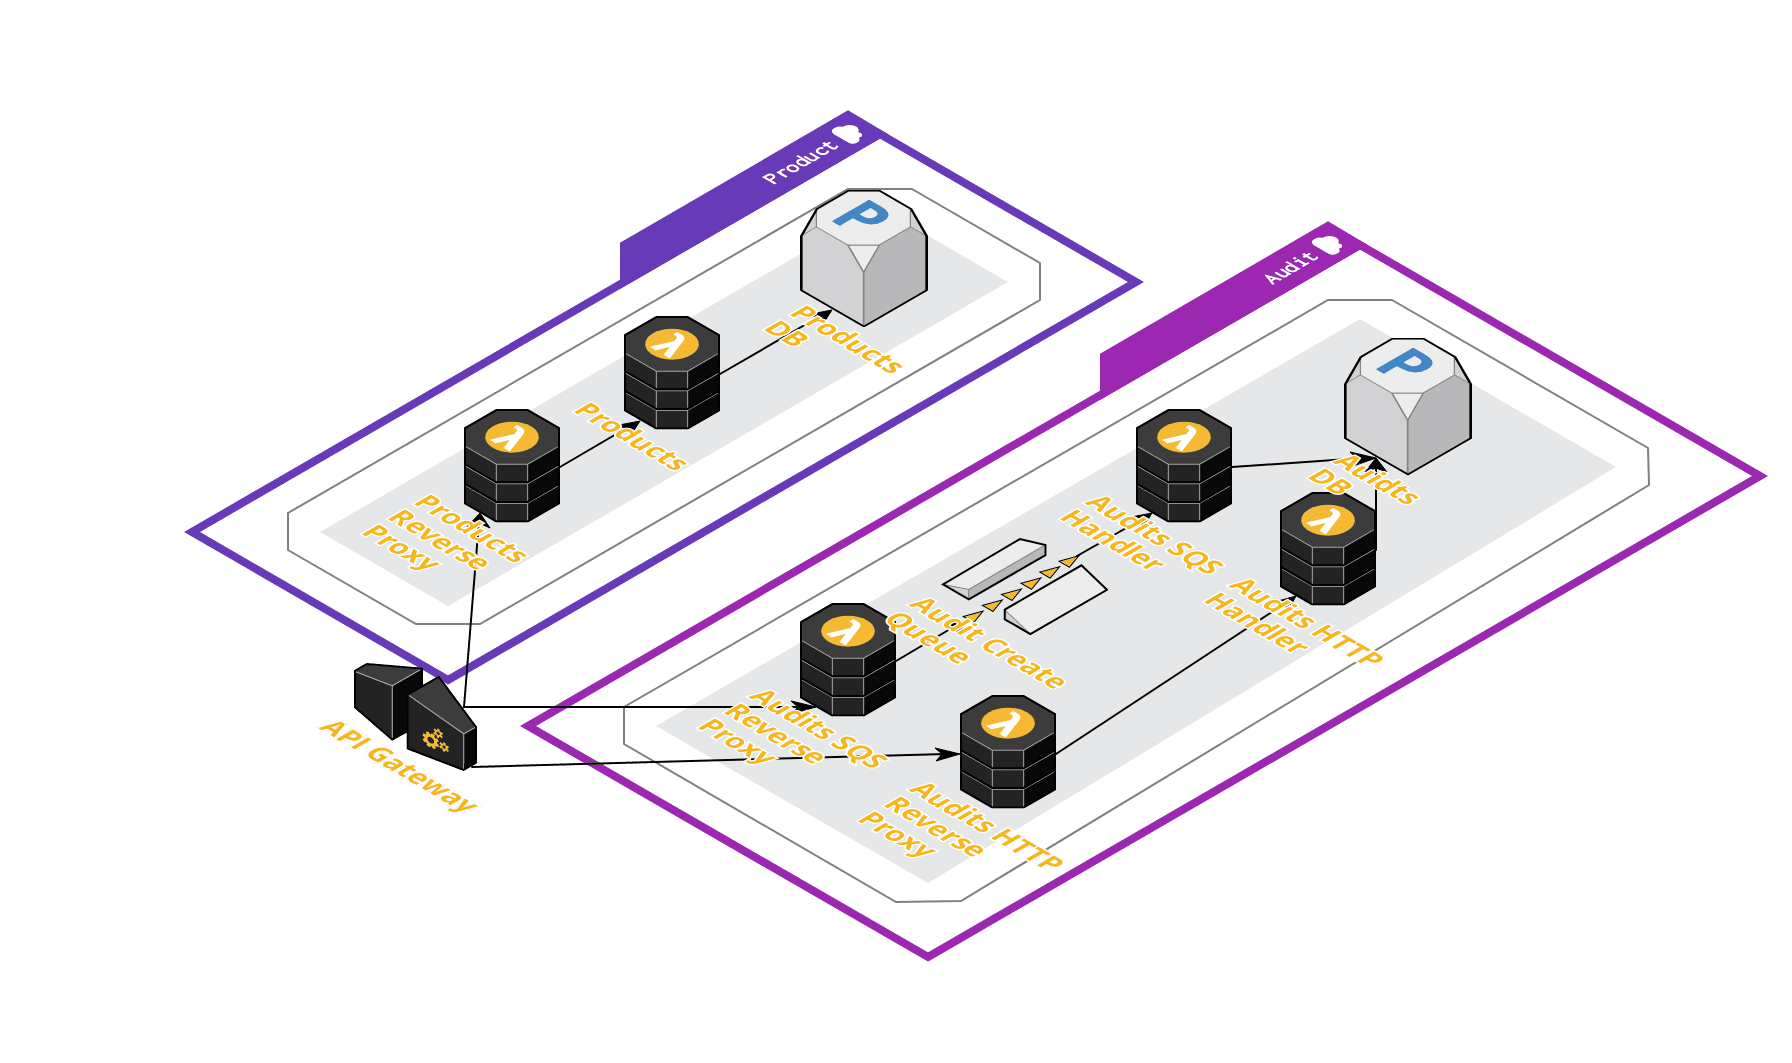 Product
P
Products
DB
Products
Products
Reverse
Proxy
Audit
P
Auidts
DB
Audits SQS
Handler
Audits HTTP
Handler
Audit Create
Queue
Audits SQS
Reverse
Proxy
Audits HTTP
Reverse
Proxy
API Gateway
λ
λ
λ
λ
λ
λ